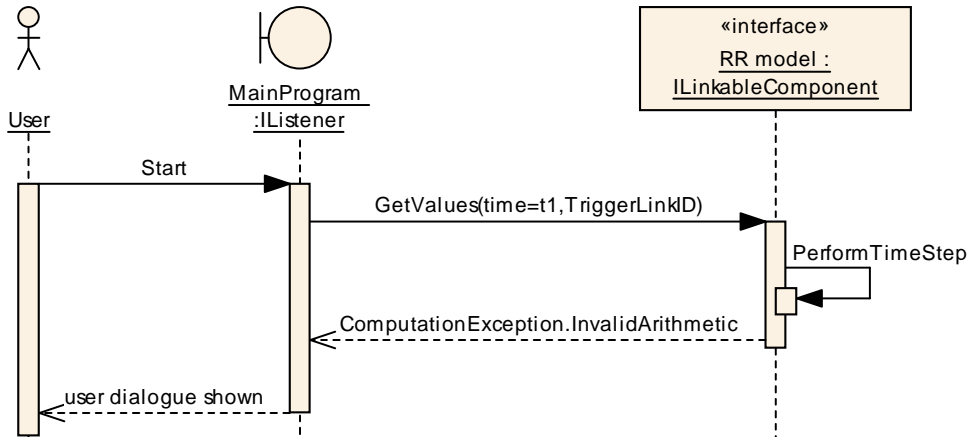 «interface»
RR model :
ILinkableComponent
MainProgram
:IListener
User
Start
GetValues(time=t1,TriggerLinkID)
PerformTimeStep
ComputationException.InvalidArithmetic
user dialogue shown